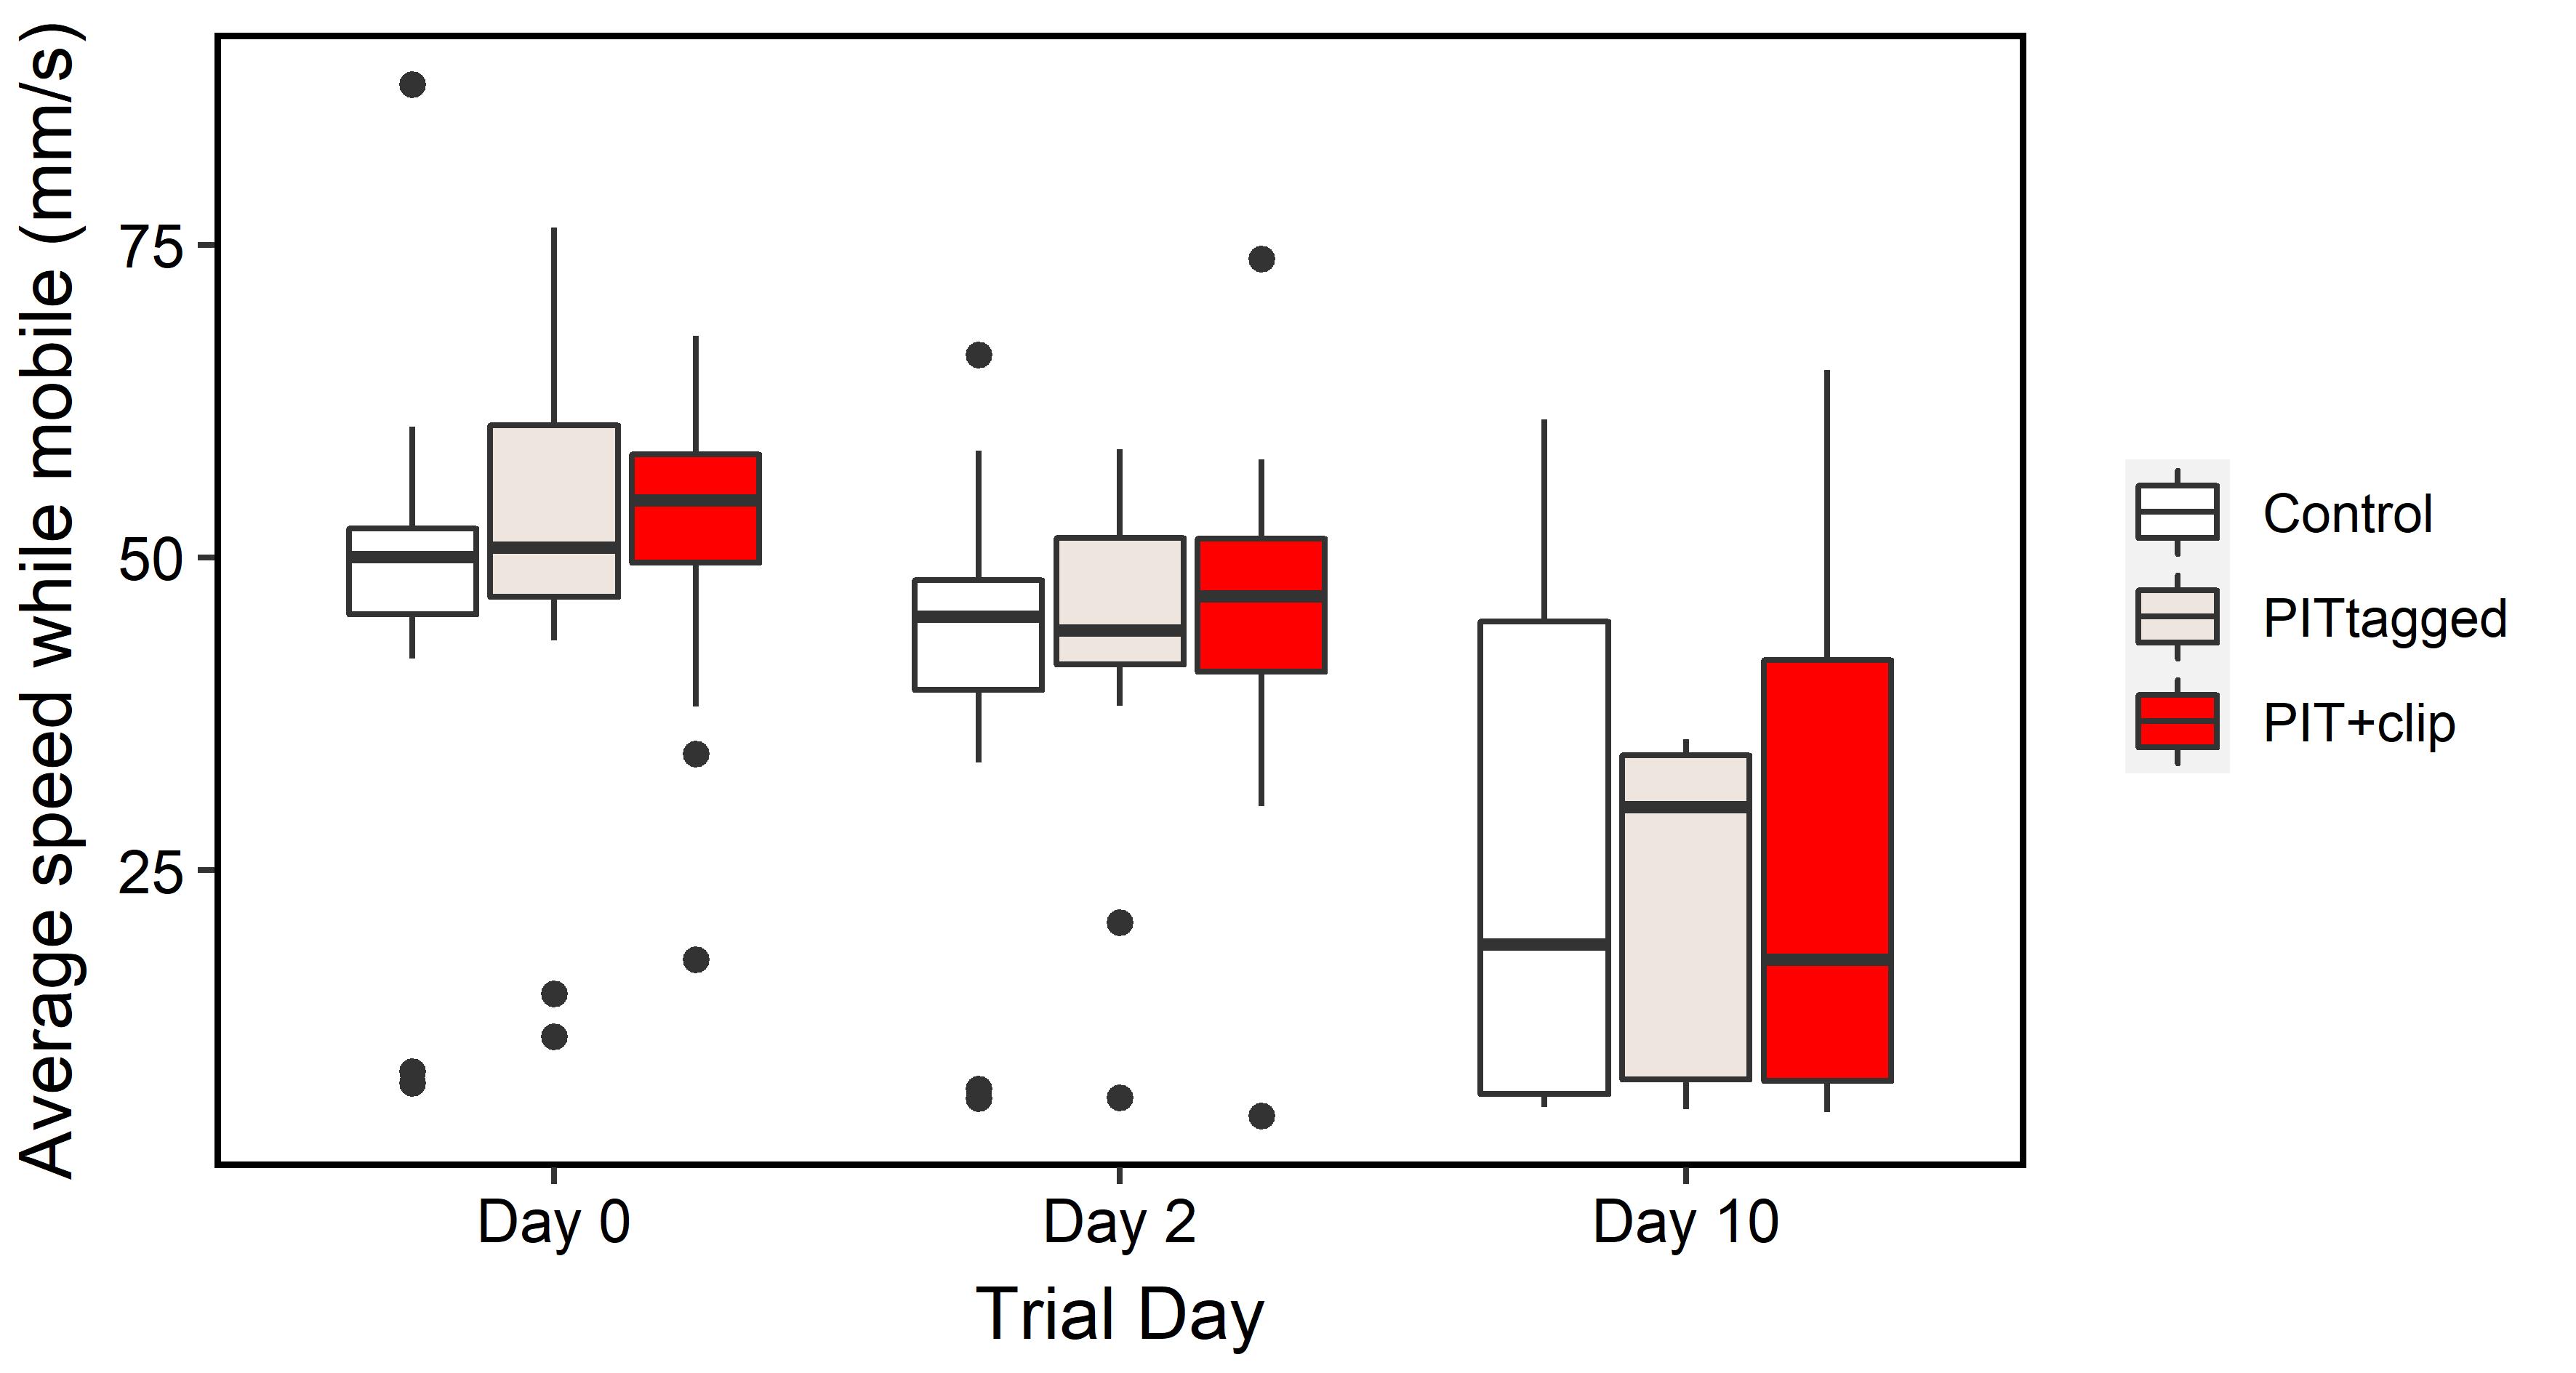 Average speed while mobile (mm/s)
75
50
25
Day 0
Day 2
Day 10
Trial Day
Control
PITtagged
PIT+clip